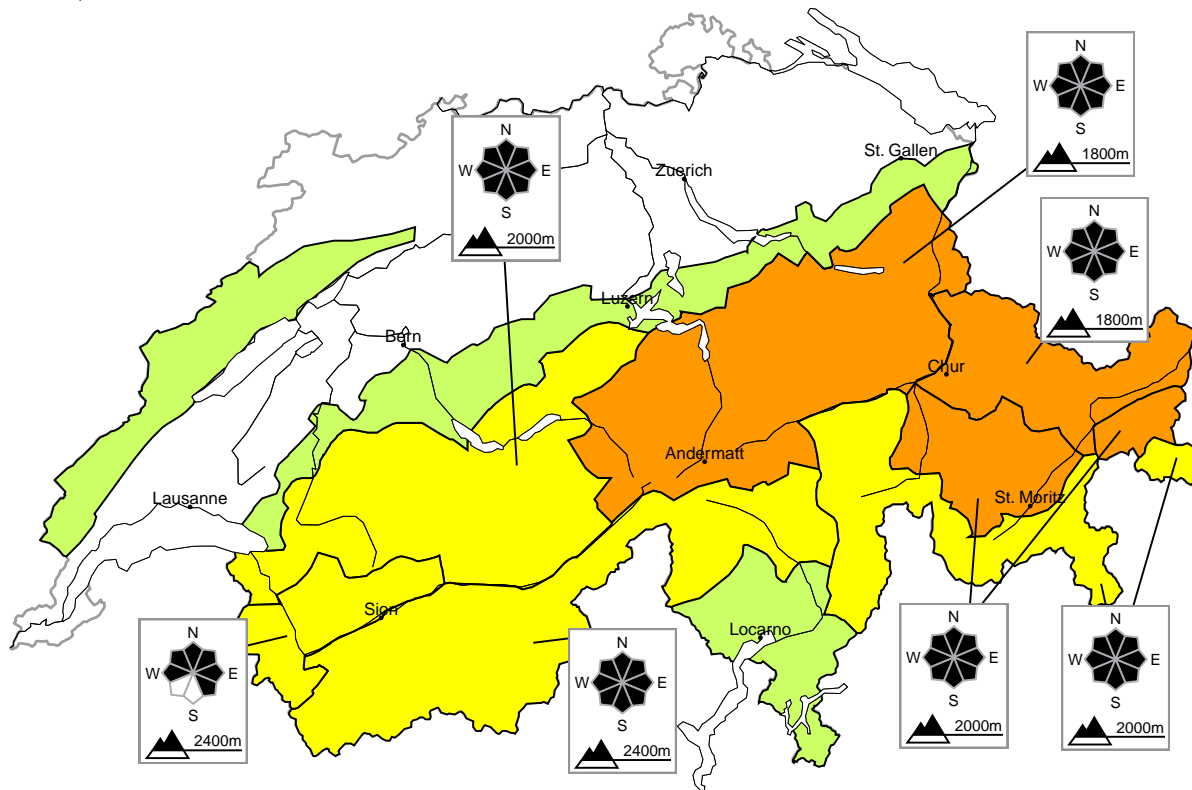 N
W E
S
1800m
N
W E
S
2000m
St. Gallen
Zuerich
N
W E
S
1800m
Luzern
Bern
Chur
Andermatt
Lausanne
St. Moritz
Sion
Locarno
N
W E
S
2400m
N
W E
S
2400m
N
W E
S
2000m
N
W E
S
2000m